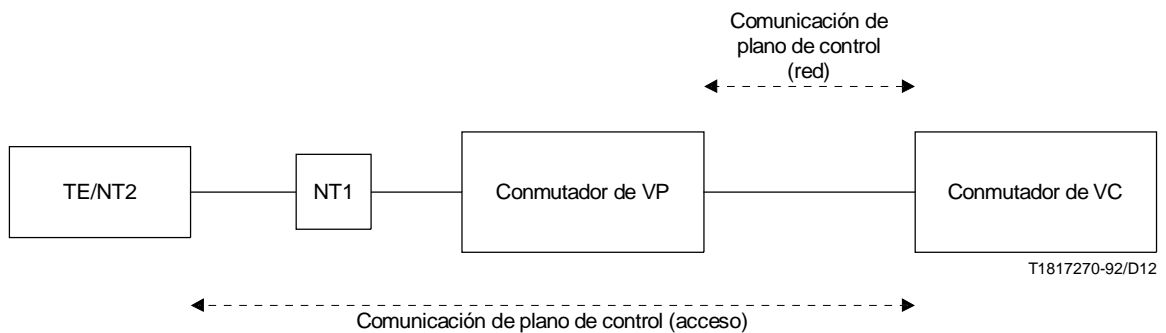 Comunicación de
plano de control
(red)
TE/NT2
NT1
Conmutador de VP
Conmutador de VC
T1817270-92/D12
Comunicación de plano de control (acceso)